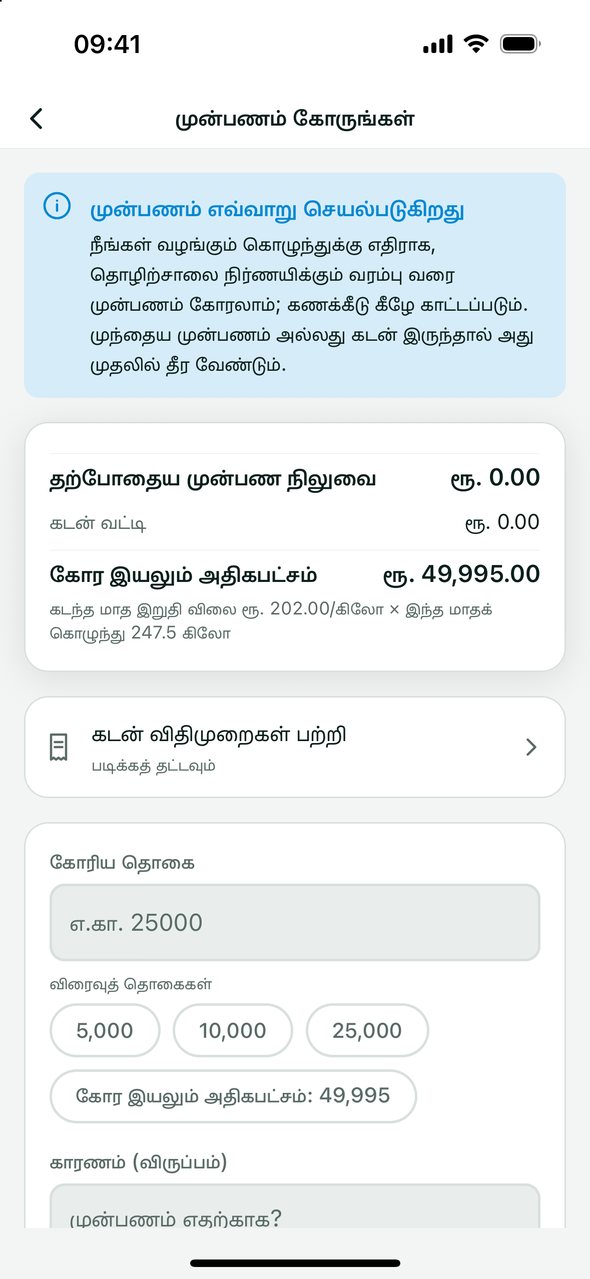 09:41
முன்பணம் கோருங்கள்
முன்பணம் எவ்வாறு செயல்படுகிறது
நீங்கள் வழங்கும் கொழுந்துக்கு எதிராக,
தொழிற்சாலை நிர்ணயிக்கும் வரம்பு வரை
முன்பணம் கோரலாம்; கணக்கீடு கீழே காட்டப்படும்.
முந்தைய முன்பணம் அல்லது கடன் இருந்தால் அது
முதலில் தீர வேண்டும்.
தற்போதைய முன்பண நிலுவை ரூ. 0.00
கடன் வட்டி ரூ. 0.00
கோர இயலும் அதிகபட்சம் ரூ. 49,995.00
கடந்த மாத இறுதி விலை ரூ. 202.00/கிலோ × இந்த மாதக்
கொழுந்து 247.5 கிலோ
கடன் விதிமுறைகள் பற்றி
படிக்கத் தட்டவும்
கோரிய தொகை
எ.கா. 25000
விரைவுத் தொகைகள்
5,000 10,000 25,000
கோர இயலும் அதிகபட்சம்: 49,995
காரணம் (விருப்பம்)
முன்பணம் எதற்காக?